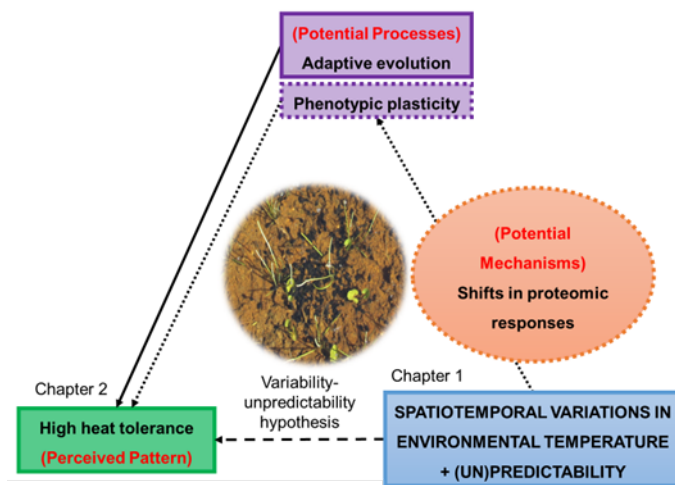 (Potential Processes)
Adaptive evolution
Phenotypic plasticity
(Potential
Mechanisms)
Shifts in proteomic
responses
Chapter 2
Variability-
unpredictability
hypothesis
Chapter 1
High heat tolerance
(Perceived Pattern)
SPATIOTEMPORAL VARIATIONS IN
ENVIRONMENTAL TEMPERATURE
+ (UN)PREDICTABILITY